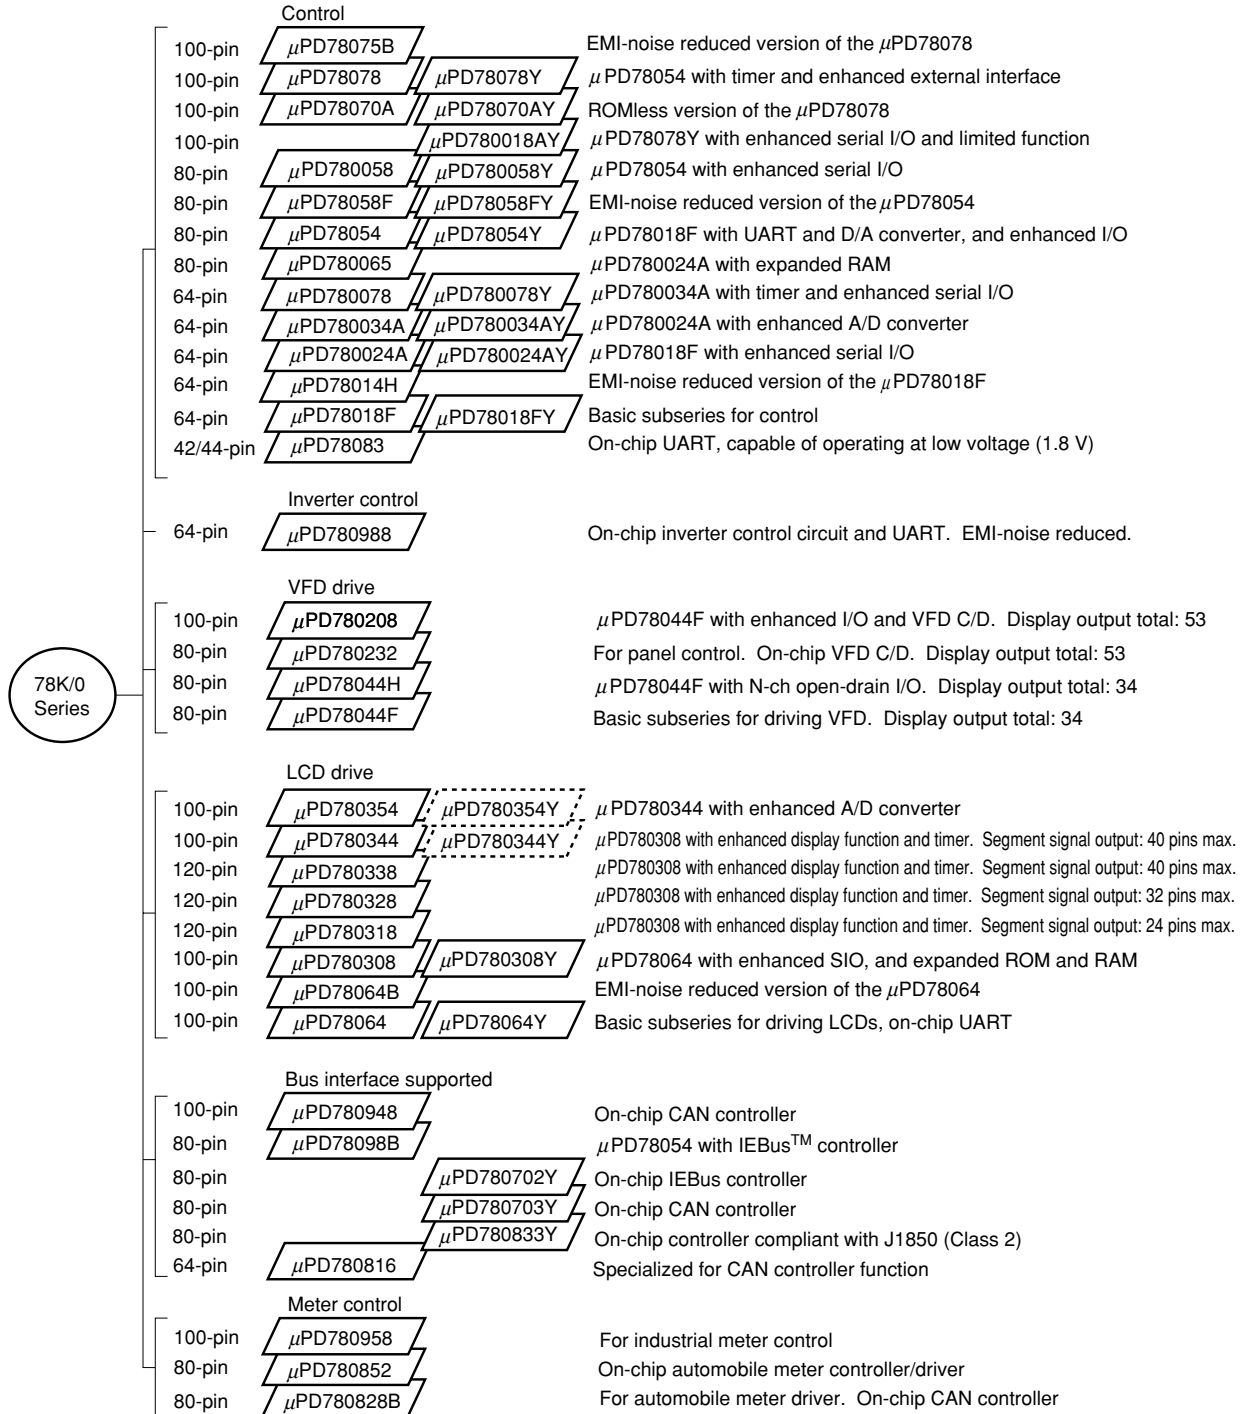 Control
100-pin μPD78075B EMI-noise reduced version of the μPD78078
100-pin μPD78078 μPD78078Y μPD78054 with timer and enhanced external interface
100-pin μPD78070A μPD78070AY ROMless version of the μPD78078
100-pin μPD780018AY μPD78078Y with enhanced serial I/O and limited function
80-pin μPD780058 μPD780058Y μPD78054 with enhanced serial I/O
80-pin μPD78058F μPD78058FY EMI-noise reduced version of the μPD78054
80-pin μPD78054 μPD78054Y μPD78018F with UART and D/A converter, and enhanced I/O
80-pin μPD780065 μPD780024A with expanded RAM
64-pin μPD780078 μPD780078Y μPD780034A with timer and enhanced serial I/O
64-pin μPD780034A μPD780034AY μPD780024A with enhanced A/D converter
64-pin μPD780024A μPD780024AY μPD78018F with enhanced serial I/O
64-pin μPD78014H EMI-noise reduced version of the μPD78018F
64-pin μPD78018F μPD78018FY Basic subseries for control
42/44-pin μPD78083 On-chip UART, capable of operating at low voltage (1.8 V)
Inverter control
64-pin μPD780988 On-chip inverter control circuit and UART. EMI-noise reduced.
VFD drive
100-pin μPD780208 μPD78044F with enhanced I/O and VFD C/D. Display output total: 53
80-pin μPD780232 For panel control. On-chip VFD C/D. Display output total: 53
78K/0
Series
80-pin μPD78044H μPD78044F with N-ch open-drain I/O. Display output total: 34
80-pin μPD78044F Basic subseries for driving VFD. Display output total: 34
LCD drive
100-pin μPD780354 μPD780354Y μPD780344 with enhanced A/D converter
100-pin μPD780344 μPD780344Y μPD780308 with enhanced display function and timer. Segment signal output: 40 pins max.
120-pin μPD780338 μPD780308 with enhanced display function and timer. Segment signal output: 40 pins max.
120-pin μPD780328 μPD780308 with enhanced display function and timer. Segment signal output: 32 pins max.
120-pin μPD780318 μPD780308 with enhanced display function and timer. Segment signal output: 24 pins max.
100-pin μPD780308 μPD780308Y μPD78064 with enhanced SIO, and expanded ROM and RAM
100-pin μPD78064B EMI-noise reduced version of the μPD78064
100-pin μPD78064 μPD78064Y Basic subseries for driving LCDs, on-chip UART
Bus interface supported
100-pin μPD780948 On-chip CAN controller
80-pin μPD78098B μPD78054 with IEBus™ controller
80-pin μPD780702Y On-chip IEBus controller
80-pin μPD780703Y On-chip CAN controller
80-pin μPD780833Y On-chip controller compliant with J1850 (Class 2)
64-pin μPD780816 Specialized for CAN controller function
Meter control
100-pin μPD780958 For industrial meter control
80-pin μPD780852 On-chip automobile meter controller/driver
80-pin μPD780828B For automobile meter driver. On-chip CAN controller